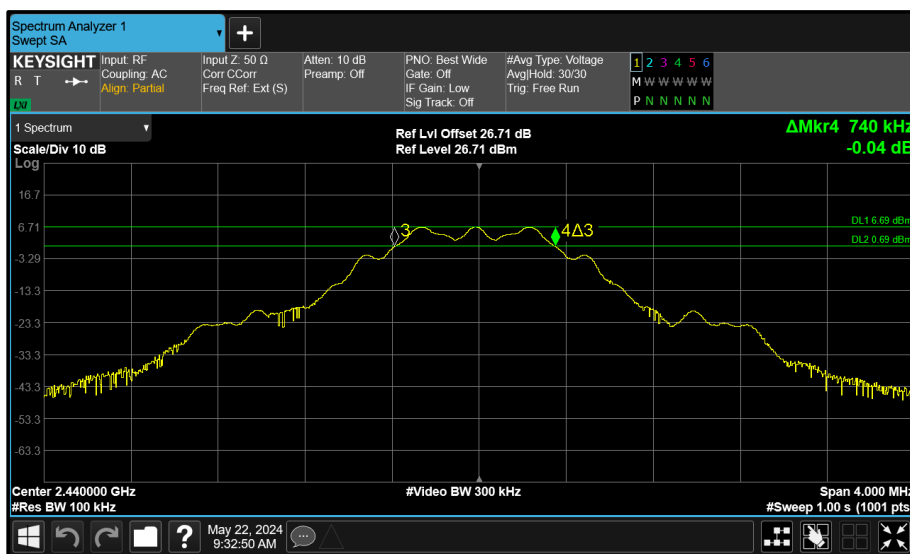 Spectrum Analyzer 1
Swept SA
+
KEYSIGHT
R T
LXI
Input: RF
Coupling: AC
Align: Partial
Input Z: 50 Ω
Corr CCorr
Freq Ref: Ext (S)
Atten: 10 dB
Preamp: Off
PNO: Best Wide
Gate: Off
IF Gain: Low
Sig Track: Off
#Avg Type: Voltage
Avg|Hold: 30/30
Trig: Free Run
1 2 3 4 5 6
M W W W W W
P N N N N N
1 Spectrum
Scale/Div 10 dB
Log
Ref Lvl Offset 26.71 dB
Ref Level 26.71 dBm
ΔMkr4 740 kHz
-0.04 dB
16.7
6.71
-3.29
-13.3
-23.3
-33.3
-43.3
-53.3
-63.3
3
4Δ3
DL1 6.69 dBm
DL2 0.69 dBm
Center 2.440000 GHz
#Res BW 100 kHz
#Video BW 300 kHz
Span 4.000 MHz
#Sweep 1.00 s (1001 pts
?
May 22, 2024
9:32:50 AM